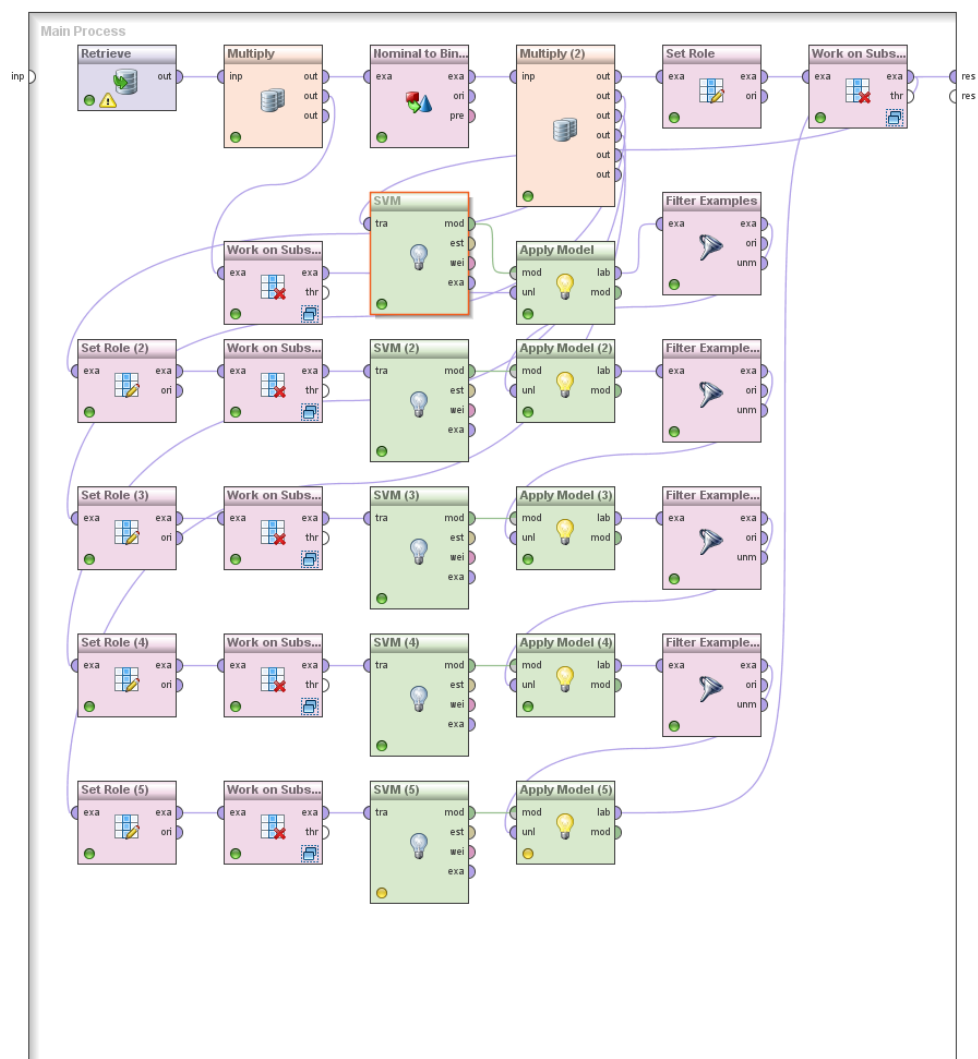 Main Process
Retrieve Multiply Nominal to Bin... Multiply (2) Set Role Work on Subs...
inp out inp out exa exa inp out exa exa exa exa res
out ori out ori thr res
out pre out
out
out
out
SVM Filter Examples
tra mod exa exa
est ori
wei unm
exa
Work on Subs... Apply Model
exa exa mod lab
thr unl mod
Set Role (2) Work on Subs... SVM (2) Apply Model (2) Filter Example...
exa exa exa exa tra mod mod lab exa exa
ori thr est unl mod ori
wei unm
exa
Set Role (3) Work on Subs... SVM (3) Apply Model (3) Filter Example...
exa exa exa exa tra mod mod lab exa exa
ori thr est unl mod ori
wei unm
exa
Set Role (4) Work on Subs... SVM (4) Apply Model (4) Filter Example...
exa exa exa exa tra mod mod lab exa exa
ori thr est unl mod ori
wei unm
exa
Set Role (5) Work on Subs... SVM (5) Apply Model (5)
exa exa exa exa tra mod mod lab
ori thr est unl mod
wei
exa